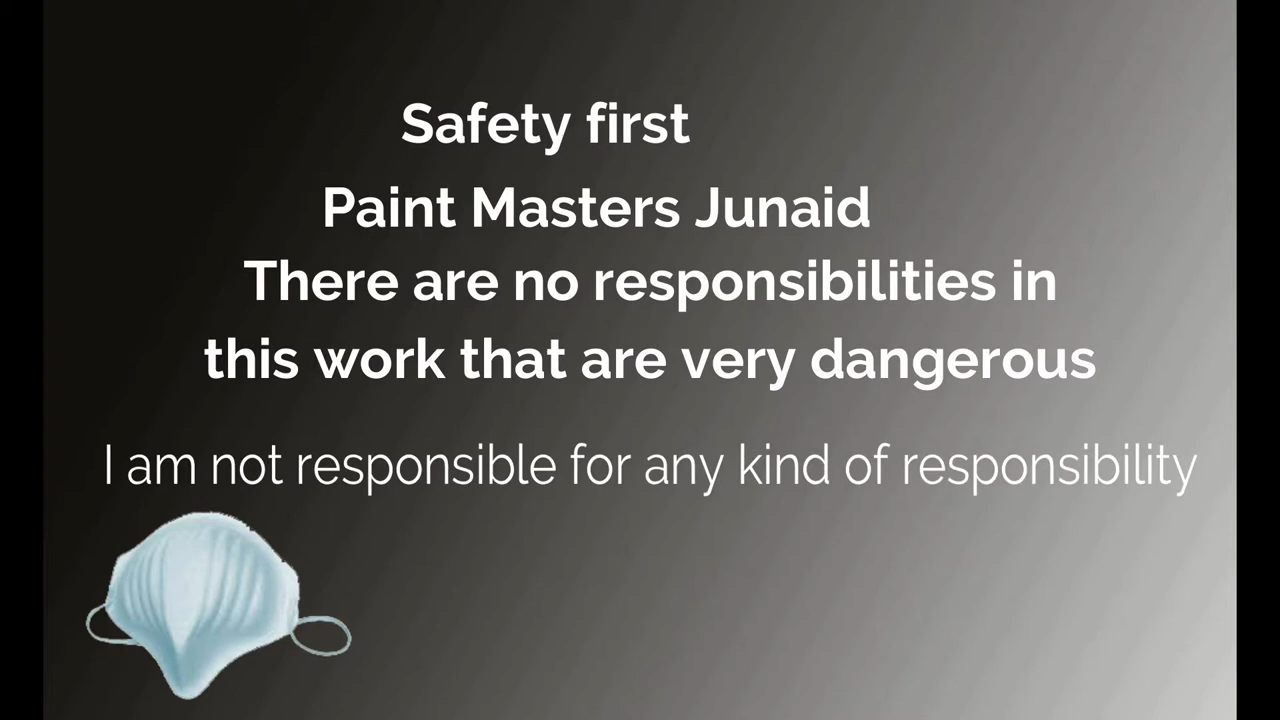 Safety first
Paint Masters Junaid
There are no responsibilities in
this work that are very dangerous
I am not responsible for any kind of responsibility